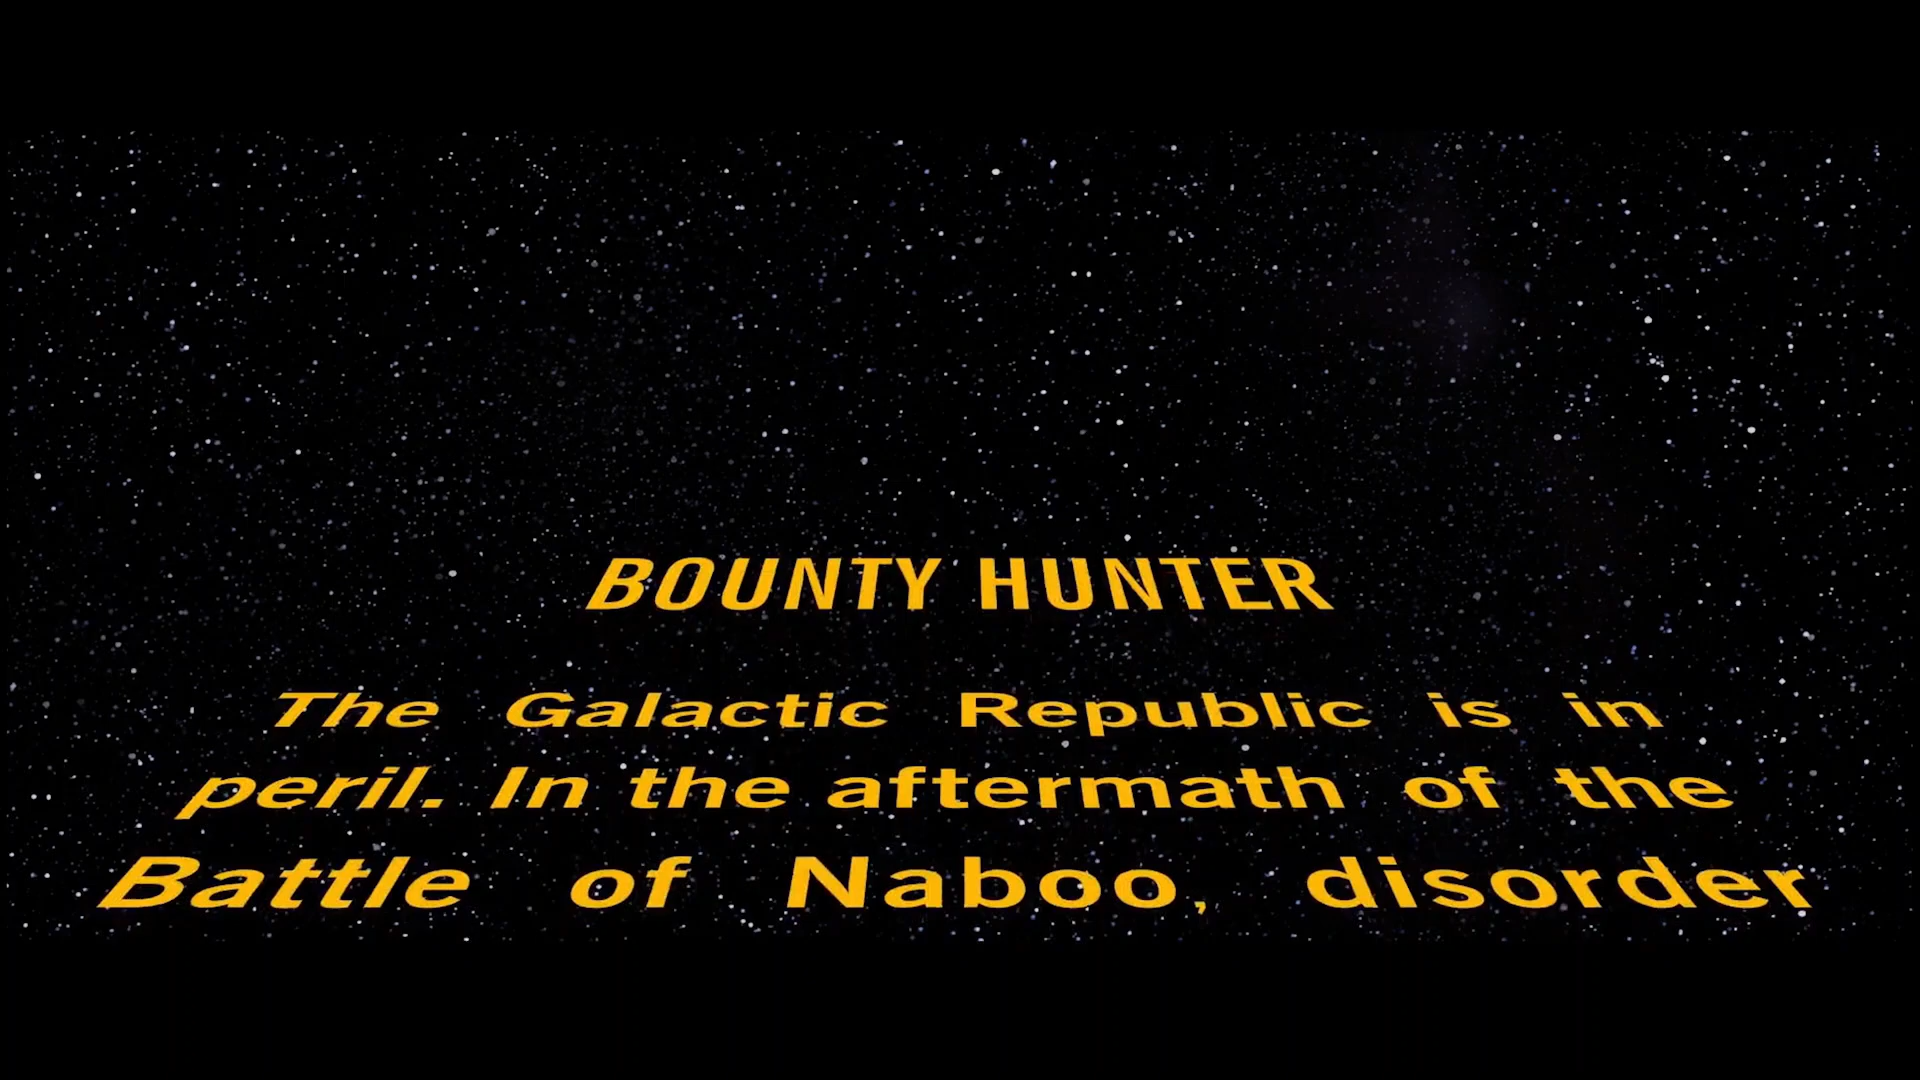 BOUNTY HUNTER
The Galactic Republic is in
peril. In the aftermath of the
Battle of Naboo, disorder